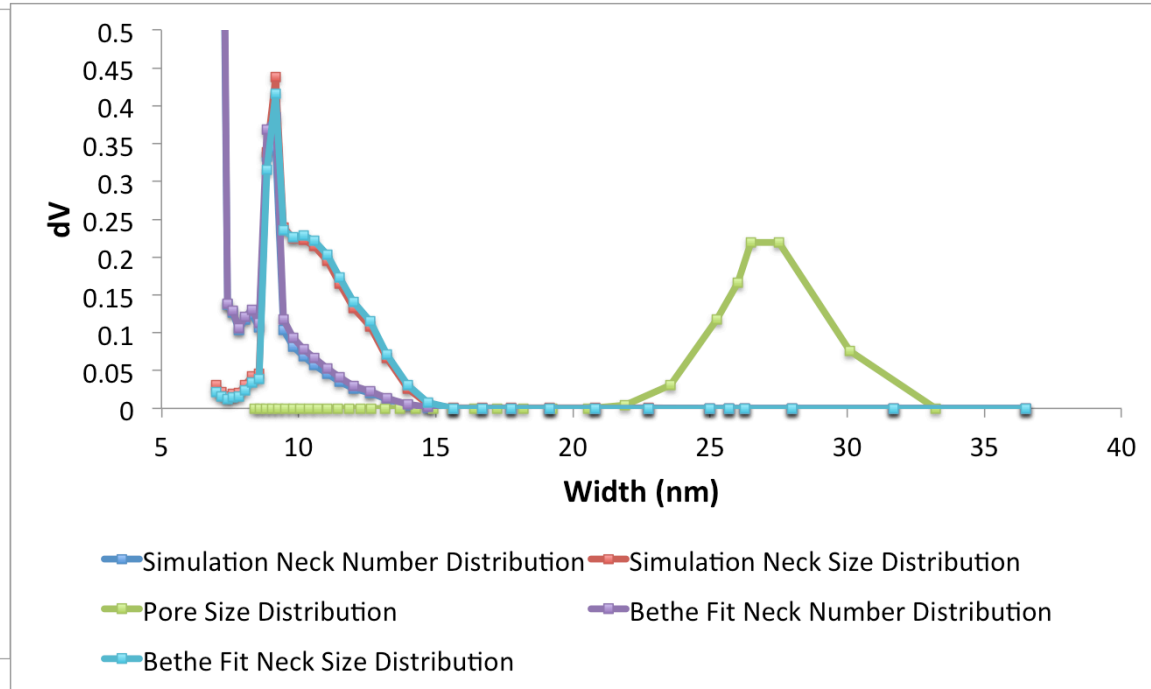 0.5
0.45
0.4
0.35
0.3
0.25
0.2
0.15
0.1
0.05
0
dV
5 10 15 20 25 30 35 40
Width (nm)
Simulation Neck Number Distribution Simulation Neck Size Distribution
Pore Size Distribution Bethe Fit Neck Number Distribution
Bethe Fit Neck Size Distribution